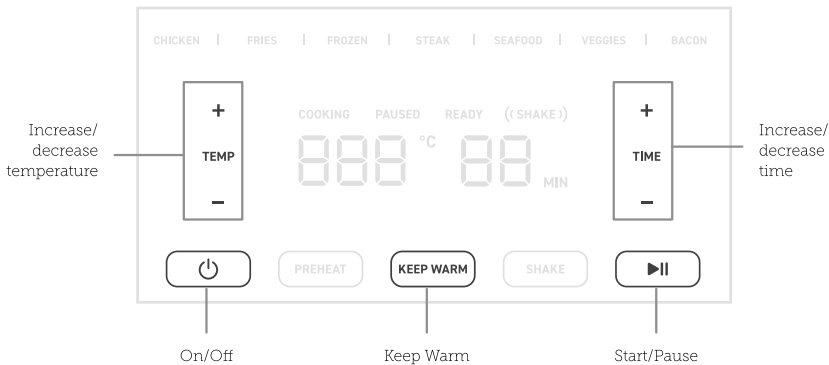 CHICKEN | FRIES | FROZEN | STEAK | SEAFOOD | VEGGIES | BACON
+
TEMP
−
COOKING PAUSED READY ((SHAKE))
888 °C 88 MIN
+
TIME
−
Increase/
decrease
temperature
Increase/
decrease
time
PREHEAT KEEP WARM SHAKE
On/Off Keep Warm Start/Pause